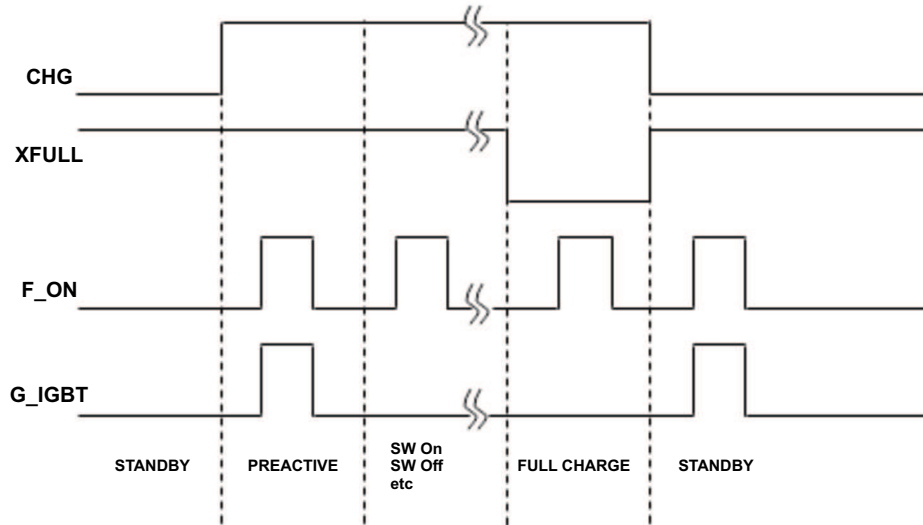 CHG
XFULL
F_ON
G_IGBT
STANDBY
PREACTIVE
SW On
SW Off
etc
FULL CHARGE
STANDBY